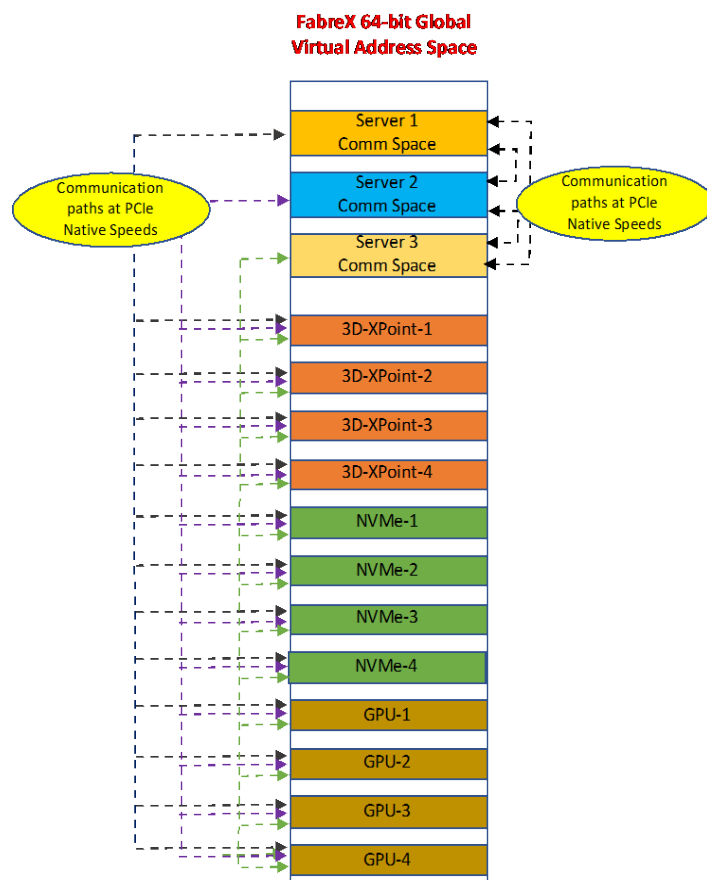 FabreX 64-bit Global
Virtual Address Space
Server 1
Comm Space
Communication
paths at PCIe
Native Speeds
Server 2
Comm Space
Communication
paths at PCIe
Native Speeds
Server 3
Comm Space
3D-XPoint-1
3D-XPoint-2
3D-XPoint-3
3D-XPoint-4
NVMe-1
NVMe-2
NVMe-3
NVMe-4
GPU-1
GPU-2
GPU-3
GPU-4